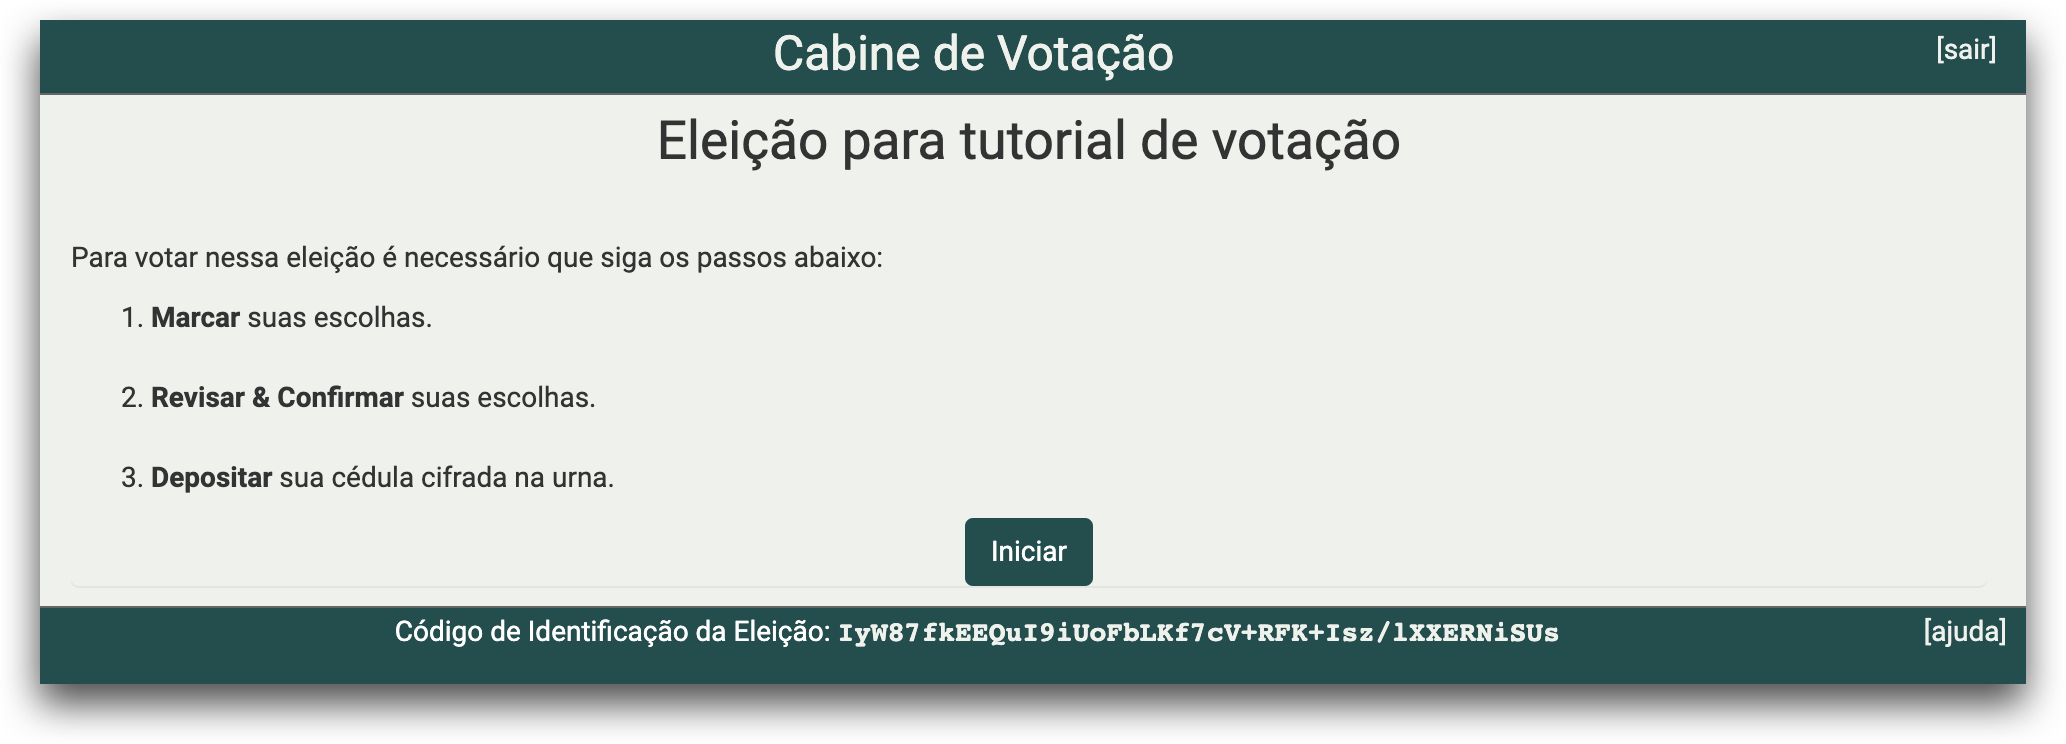 Cabine de Votação
[sair]
Eleição para tutorial de votação
Para votar nessa eleição é necessário que siga os passos abaixo:
1. Marcar suas escolhas.
2. Revisar & Confirmar suas escolhas.
3. Depositar sua cédula cifrada na urna.
Iniciar
Código de Identificação da Eleição: IyW87fkEEQuI9iUoFbLKf7cV+RFK+Isz/lXXERNiSUs
[ajuda]